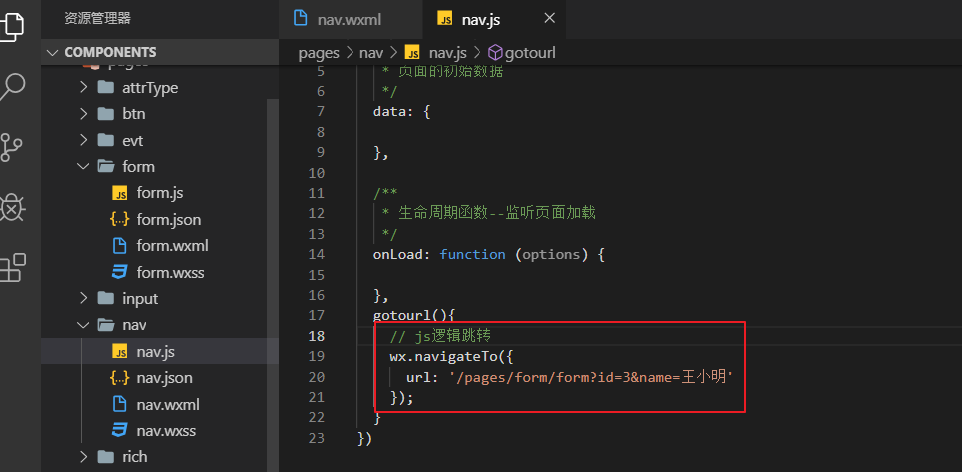 资源管理器
nav.wxml
nav.js
COMPONENTS
pages > nav > JS nav.js > gotourl
pages
attrType
btn
evt
form
JS form.js
{..} form.json
form.wxml
form.wxss
input
nav
JS nav.js
{..} nav.json
nav.wxml
nav.wxss
rich
5 * 页面的初始数据
6 */
7 data: {
8
9 },
10
11 /**
12 * 生命周期函数--监听页面加载
13 */
14 onLoad: function (options) {
15
16 },
17 gotourl(){
18 // js逻辑跳转
19 wx.navigateTo({
20 url: '/pages/form/form?id=3&name=王小明'
21 });
22 }
23 })